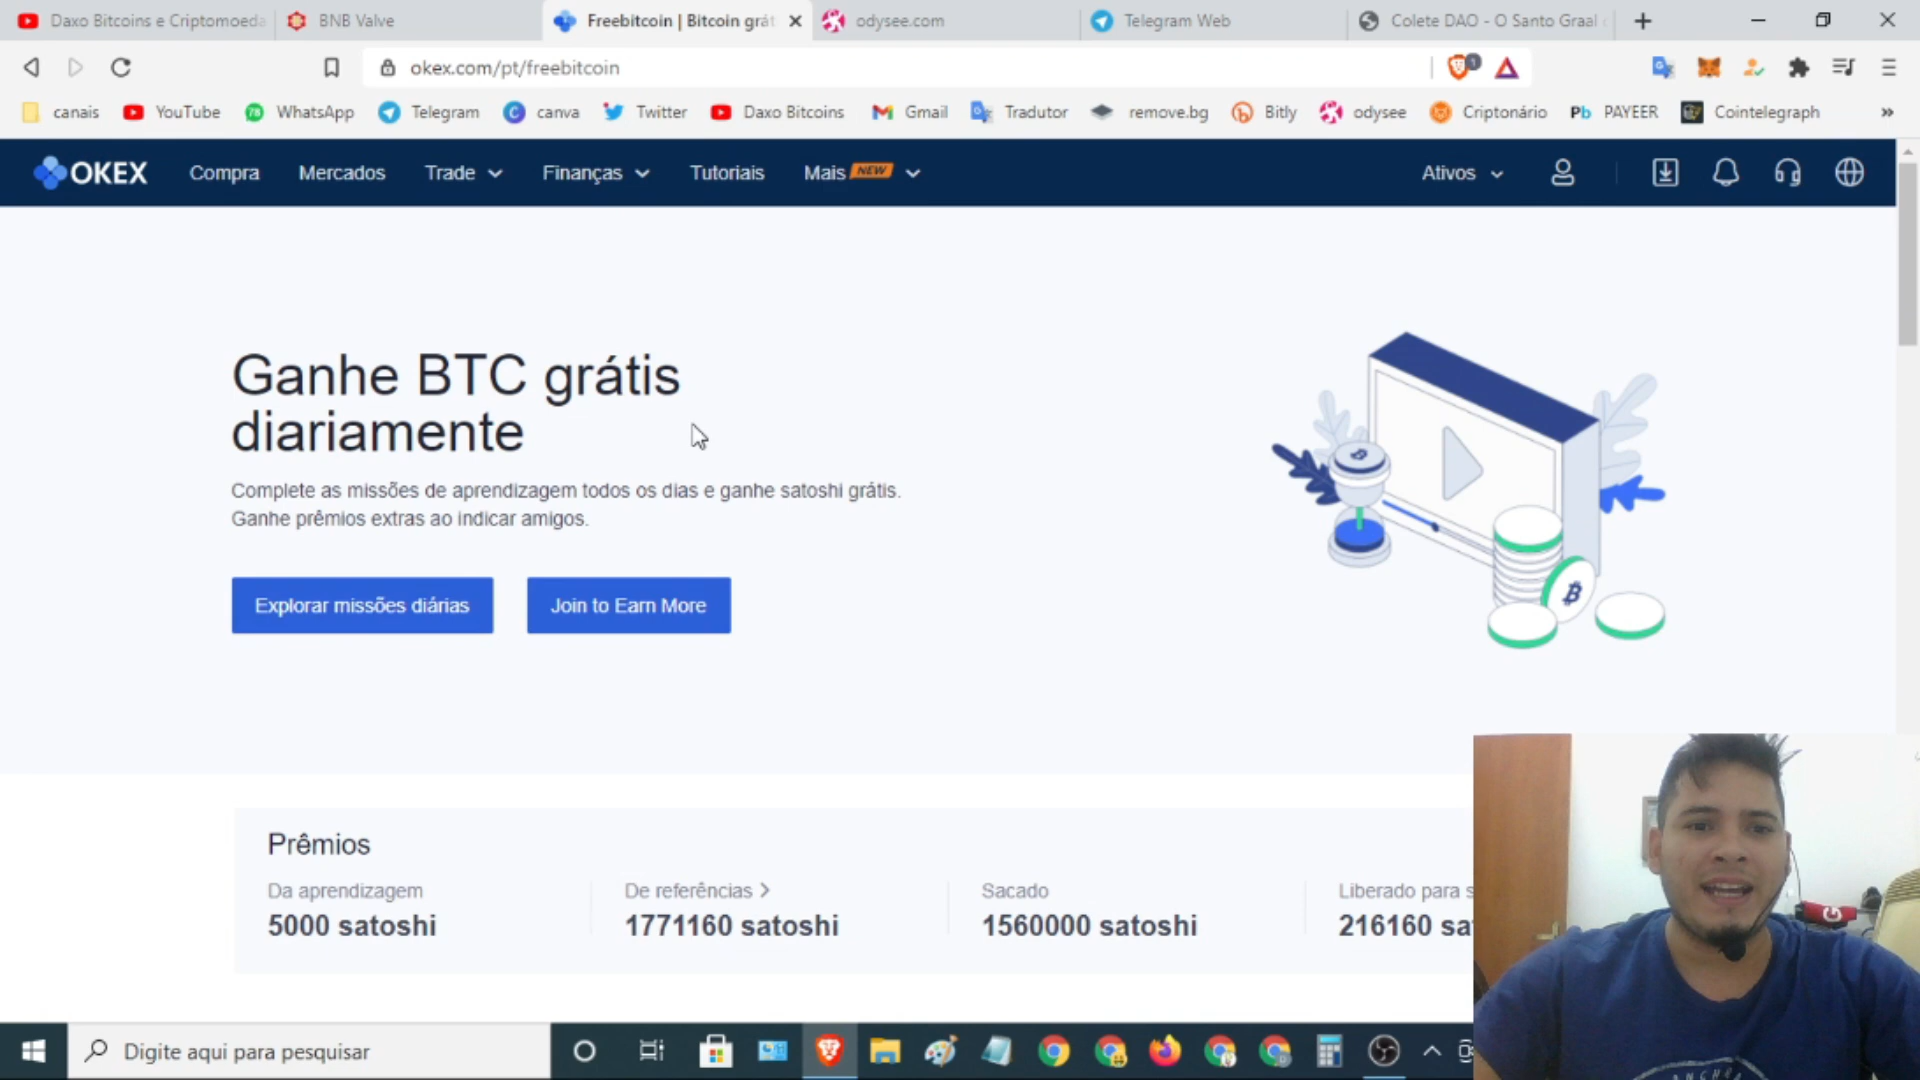 Daxo Bitcoins e Criptomoeda
BNB Valve
Freebitcoin | Bitcoin grát
odysee.com
Telegram Web
Colete DAO - O Santo Graal
okex.com/pt/freebitcoin
1
canais
YouTube
WhatsApp
Telegram
canva
Twitter
Daxo Bitcoins
Gmail
Tradutor
remove.bg
Bitly
odysee
Criptonário
Pb PAYEER
Cointelegraph
OKEX
Compra
Mercados
Trade
Finanças
Tutoriais
Mais NEW
Ativos
Ganhe BTC grátis
diariamente
Complete as missões de aprendizagem todos os dias e ganhe satoshi grátis.
Ganhe prêmios extras ao indicar amigos.
Explorar missões diárias
Join to Earn More
Prêmios
Da aprendizagem
De referências
Sacado
Liberado para s
5000 satoshi
1771160 satoshi
1560000 satoshi
216160 sa
Digite aqui para pesquisar